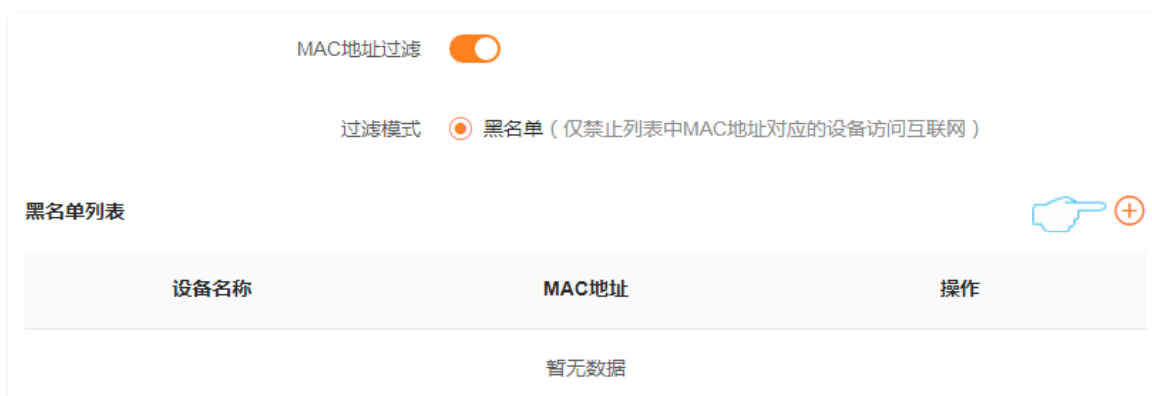 MAC地址过滤
过滤模式 黑名单（仅禁止列表中MAC地址对应的设备访问互联网）
黑名单列表
设备名称 MAC地址 操作
暂无数据